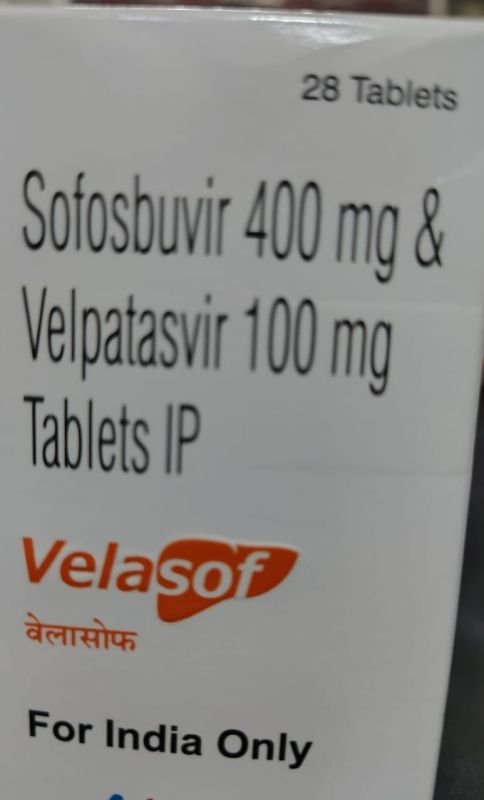 28 Tablets
Sofosbuvir 400 mg &
Velpatasvir 100 mg
Tablets IP
Velasof
वेलासोफ
For India Only